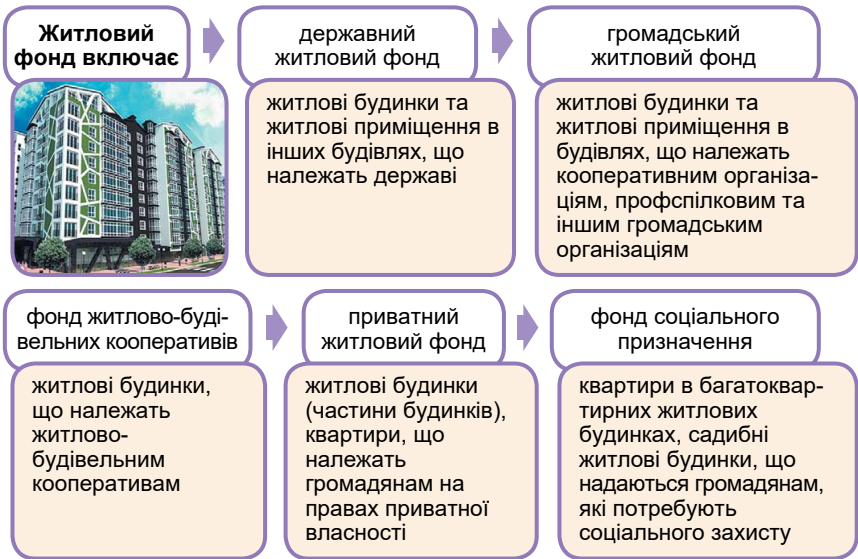 Житловий
фонд включає
державний
житловий фонд
житлові будинки та
житлові приміщення в
інших будівлях, що
належать державі
громадський
житловий фонд
житлові будинки та
житлові приміщення в
будівлях, що належать
кооперативним організа-
ціям, профспілковим та
іншим громадським
організаціям
фонд житлово-буді-
вельних кооперативів
житлові будинки,
що належать
житлово-
будівельним
кооперативам
приватний
житловий фонд
житлові будинки
(частини будинків),
квартири, що
належать
громадянам на
правах приватної
власності
фонд соціального
призначення
квартири в багатоквар-
тирних житлових
будинках, садибні
житлові будинки, що
надаються громадянам,
які потребують
соціального захисту